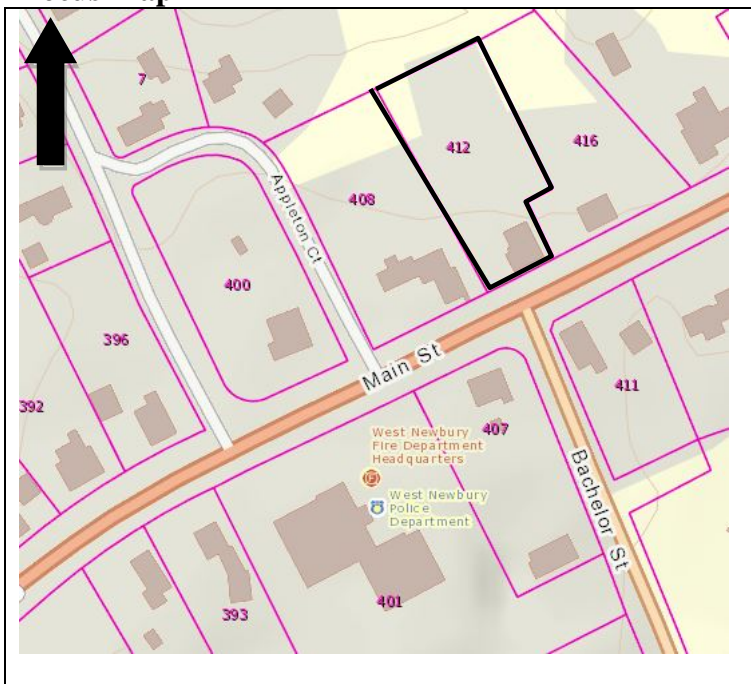 7
412
416
408
Appleton Ct
400
396
392
Main St
411
407
West Newbury
Fire Department
Headquarters
F
West Newbury
Police
Department
Bachelor St
401
393